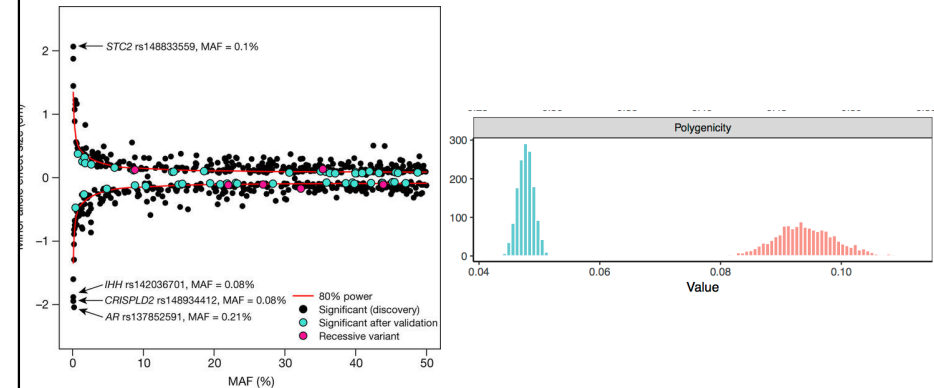 STC2 rs148833559, MAF = 0.1%
2
1
0
−1
−2
IHH rs142036701, MAF = 0.08%
CRISPLD2 rs148934412, MAF = 0.08%
AR rs137852591, MAF = 0.21%
80% power
Significant (discovery)
Significant after validation
Recessive variant
0 10 20 30 40 50
MAF (%)
Polygenicity
300
200
100
0
0.04 0.06 0.08 0.10
Value